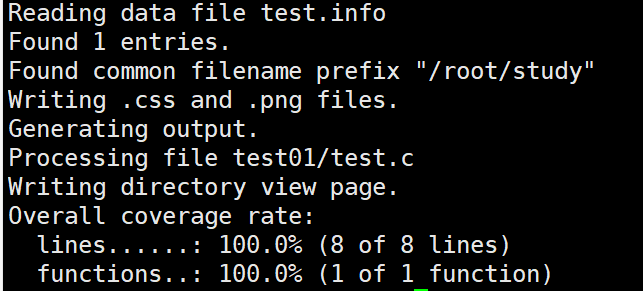 Reading data file test.info
Found 1 entries.
Found common filename prefix "/root/study"
Writing .css and .png files.
Generating output.
Processing file test01/test.c
Writing directory view page.
Overall coverage rate:
  lines......: 100.0% (8 of 8 lines)
  functions..: 100.0% (1 of 1 function)